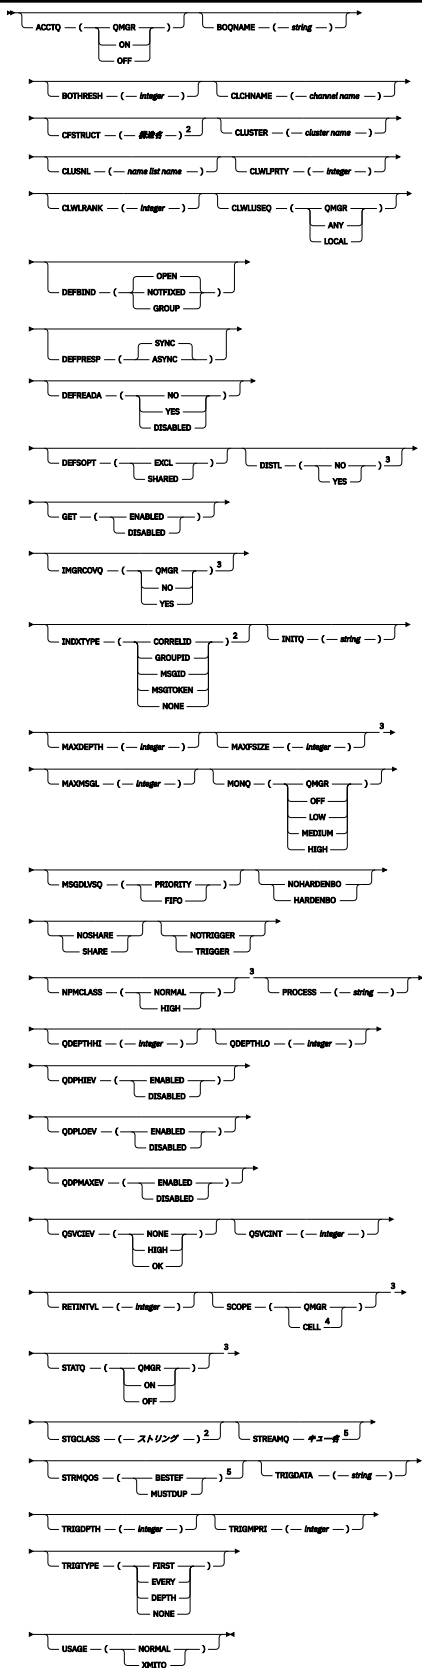 ACCTQ ( QMGR ) BOQNAME ( string )
ON
OFF
BOTHRESH ( integer ) CLCHNAME ( channel name )
CFSTRUCT ( 構造名 ) 2 CLUSTER ( cluster name )
CLUSNL ( name list name ) CLWLPRTY ( integer )
CLWLRANK ( integer ) CLWLUSEQ ( QMGR )
ANY
LOCAL
OPEN
DEFBIND ( NOTFIXED )
GROUP
SYNC
DEFPRESP ( ASYNC )
DEFREADA ( NO )
YES
DISABLED
DEFSOPT ( EXCL ) DISTL ( NO ) 3
SHARED YES
GET ( ENABLED )
DISABLED
IMGRCOVQ ( QMGR ) 3
NO
YES
INDXTYPE ( CORRELID ) 2 INITQ ( string )
GROUPID
MSGID
MSGTOKEN
NONE
MAXDEPTH ( integer ) MAXFSIZE ( integer ) 3
MAXMSGL ( integer ) MONQ ( QMGR )
OFF
LOW
MEDIUM
HIGH
MSGDLVSQ ( PRIORITY ) NOHARDENBO
FIFO HARDENBO
NOSHARE NOTRIGGER
SHARE TRIGGER
NPMCLASS ( NORMAL ) 3 PROCESS ( string )
HIGH
QDEPTHHI ( integer ) QDEPTHLO ( integer )
QDPHIEV ( ENABLED )
DISABLED
QDPLOEV ( ENABLED )
DISABLED
QDPMAXEV ( ENABLED )
DISABLED
QSVCIEV ( NONE ) QSVCINT ( integer )
HIGH
OK
RETINTVL ( integer ) SCOPE ( QMGR ) 3
CELL 4
STATQ ( QMGR ) 3
ON
OFF
STGCLASS ( ストリング ) 2 STREAMQ キュー名 5
STRMQOS ( BESTEF ) 5 TRIGDATA ( string )
MUSTDUP
TRIGDPTH ( integer ) TRIGMPRI ( integer )
TRIGTYPE ( FIRST )
EVERY
DEPTH
NONE
USAGE ( NORMAL )
XMITQ